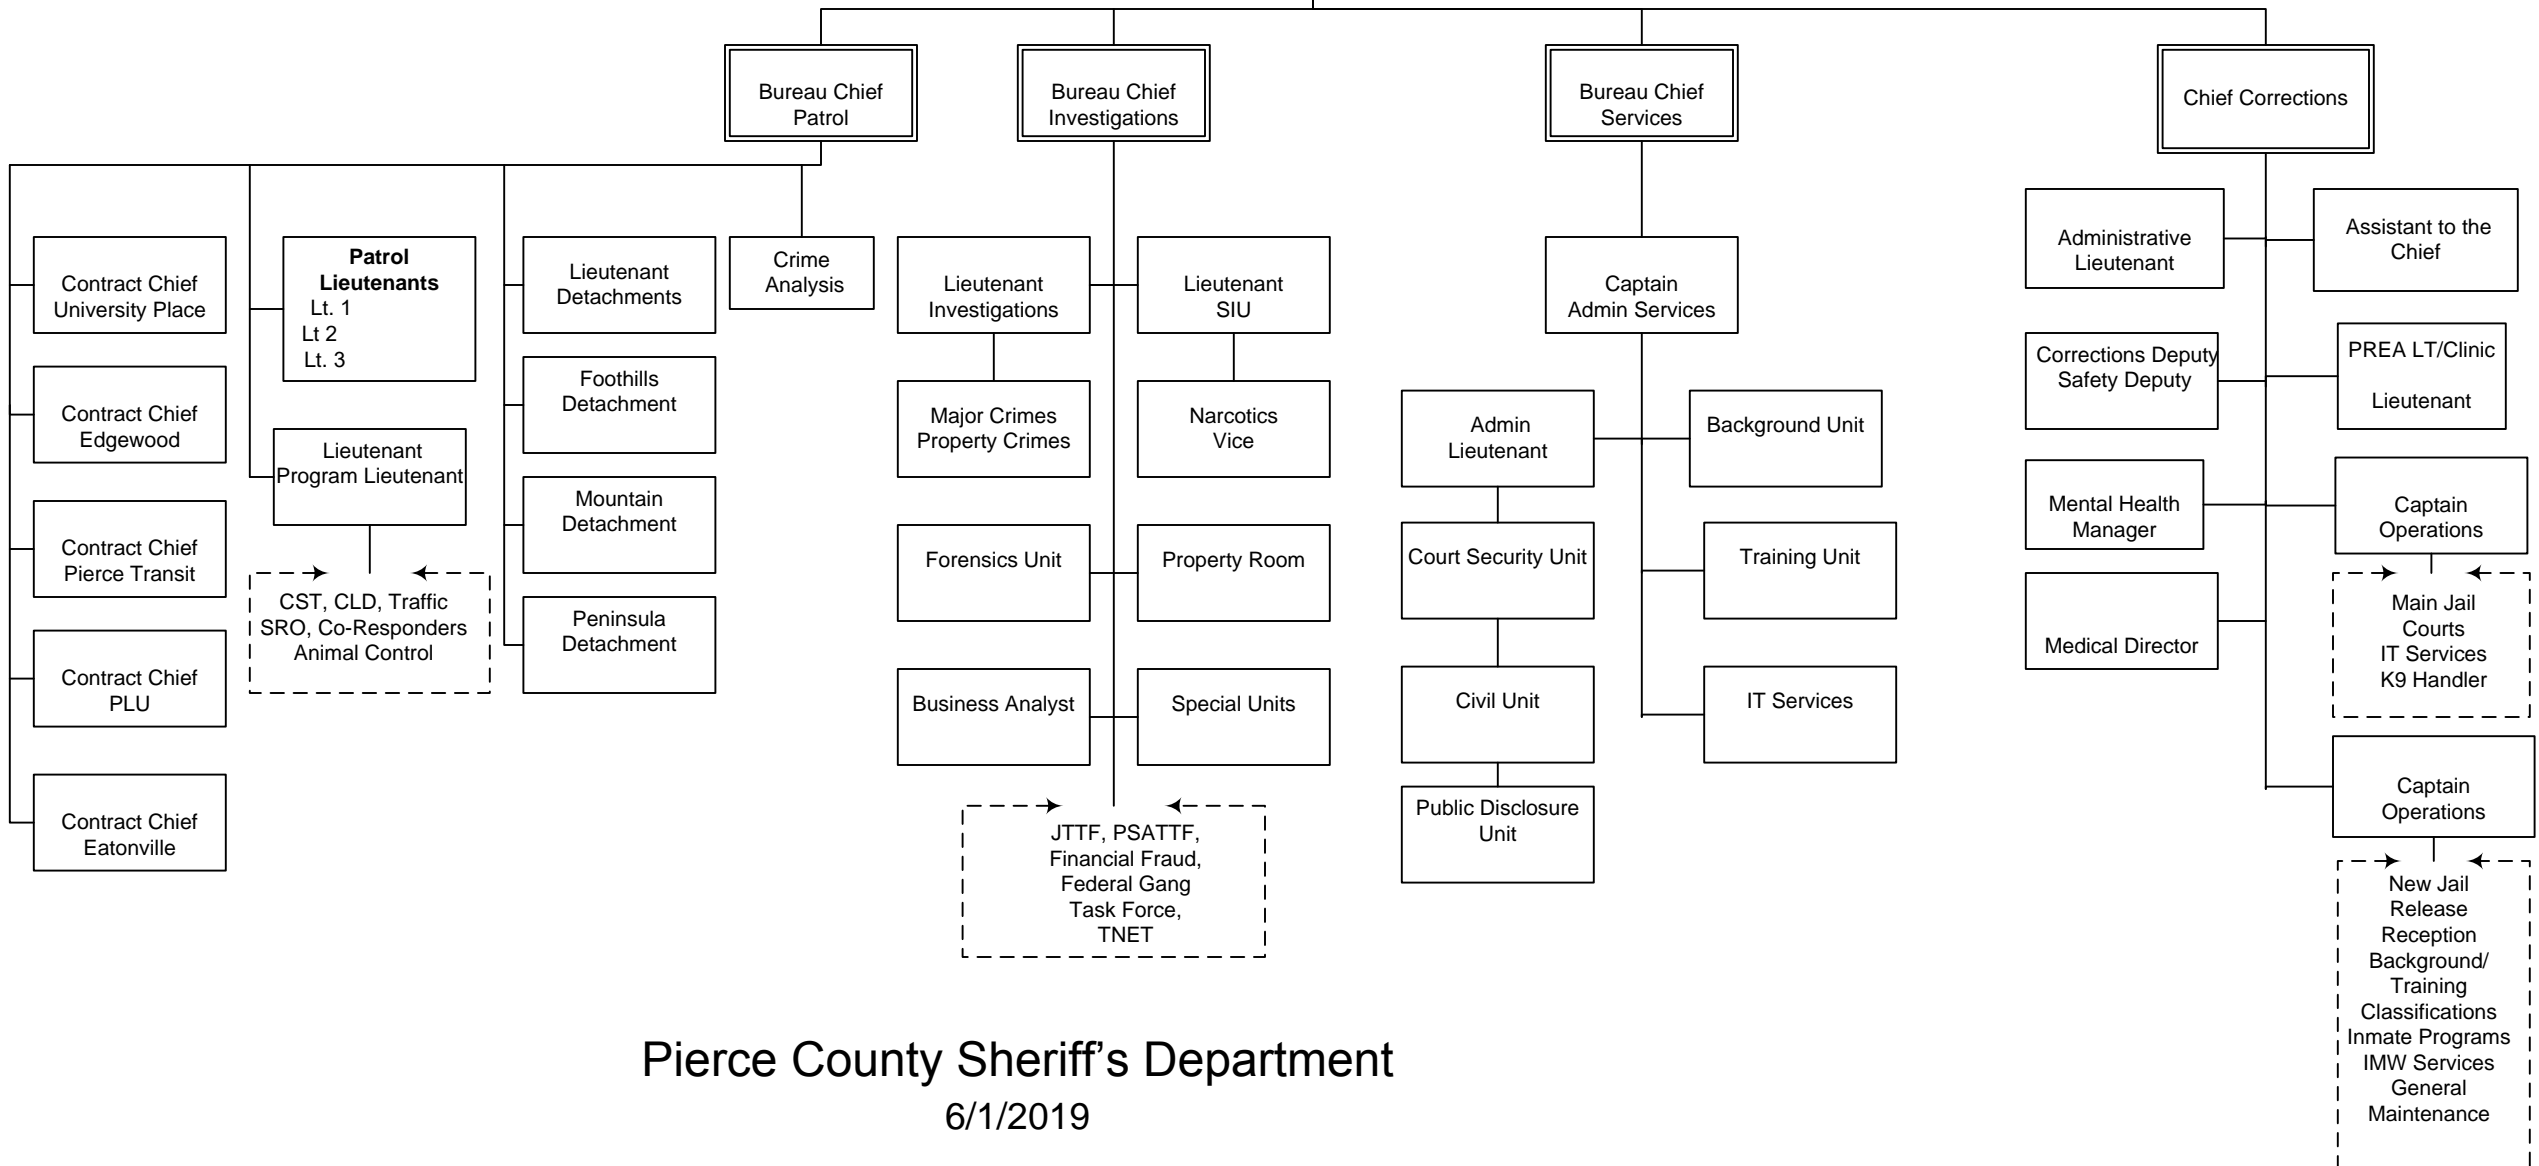 Bureau Chief
Patrol
Bureau Chief
Investigations
Bureau Chief
Services
Chief Corrections
Contract Chief
University Place
Contract Chief
Edgewood
Contract Chief
Pierce Transit
Contract Chief
PLU
Contract Chief
Eatonville
Patrol
Lieutenants
Lt. 1
Lt 2
Lt. 3
Lieutenant
Program Lieutenant
CST, CLD, Traffic
SRO, Co-Responders
Animal Control
Lieutenant
Detachments
Foothills
Detachment
Mountain
Detachment
Peninsula
Detachment
Crime
Analysis
Lieutenant
Investigations
Lieutenant
SIU
Major Crimes
Property Crimes
Narcotics
Vice
Forensics Unit
Property Room
Business Analyst
Special Units
JTTF, PSATTF,
Financial Fraud,
Federal Gang
Task Force,
TNET
Captain
Admin Services
Admin
Lieutenant
Background Unit
Court Security Unit
Training Unit
Civil Unit
IT Services
Public Disclosure
Unit
Administrative
Lieutenant
Assistant to the
Chief
Corrections Deputy
Safety Deputy
PREA LT/Clinic
Lieutenant
Mental Health
Manager
Captain
Operations
Medical Director
Main Jail
Courts
IT Services
K9 Handler
Captain
Operations
New Jail
Release
Reception
Background/
Training
Classifications
Inmate Programs
IMW Services
General
Maintenance
Pierce County Sheriff's Department
6/1/2019